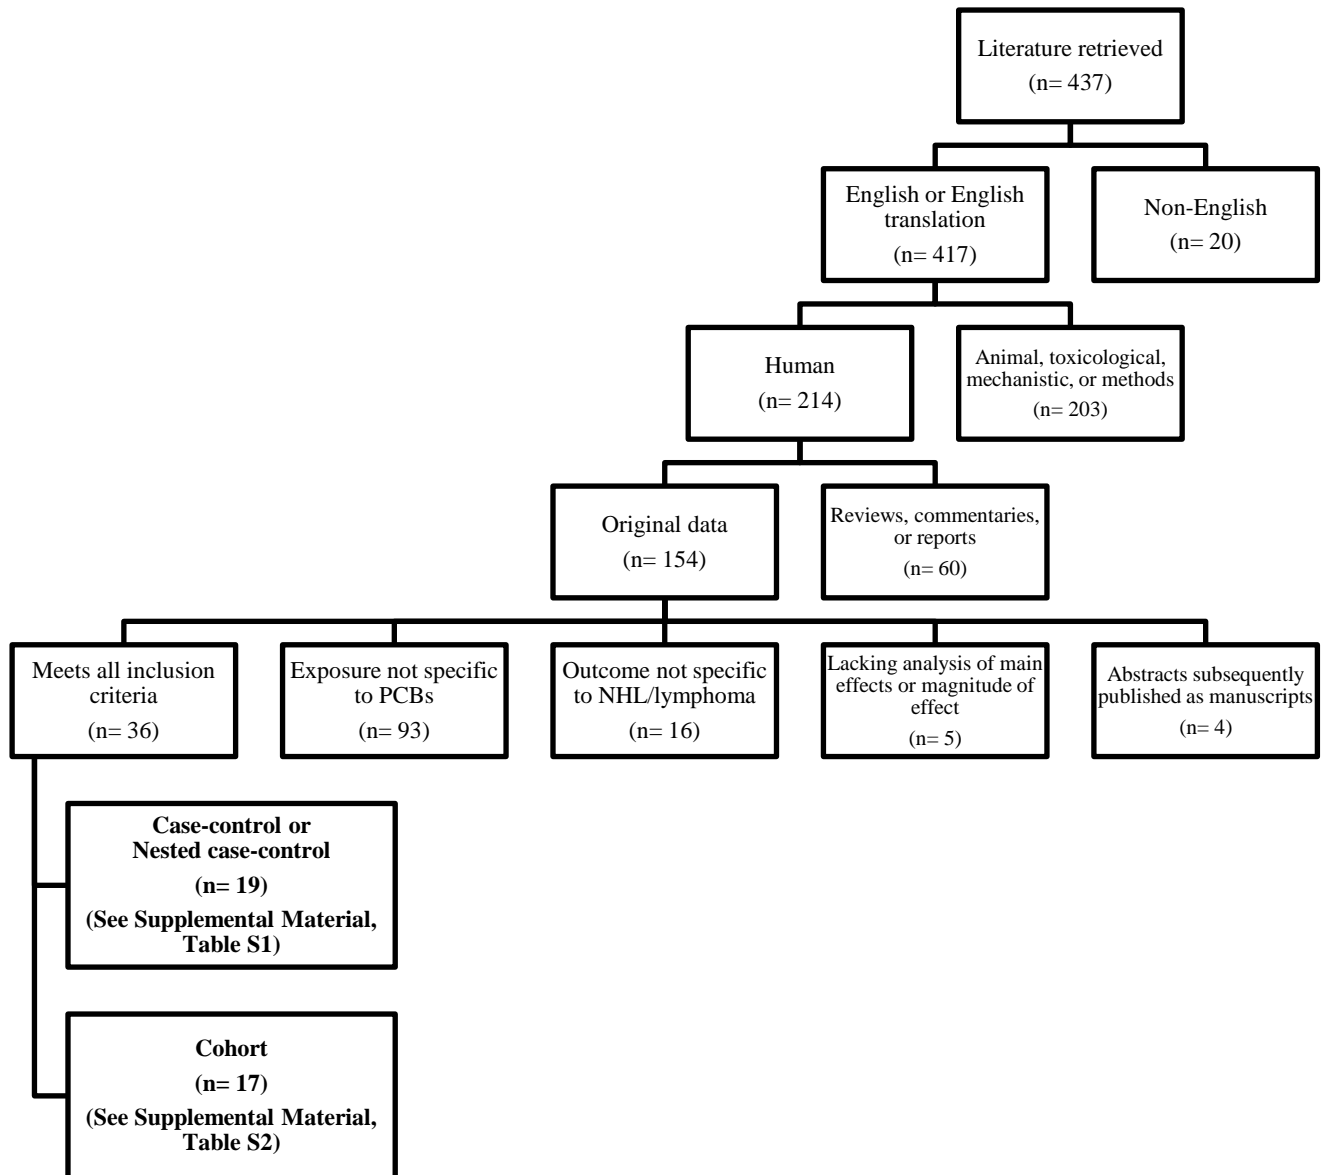 Literature retrieved
(n= 437)
English or English
translation
(n= 417)
Non-English
(n= 20)
Human
(n= 214)
Animal, toxicological,
mechanistic, or methods
(n= 203)
Original data
(n= 154)
Reviews, commentaries,
or reports
(n= 60)
Meets all inclusion
criteria
(n= 36)
Exposure not specific
to PCBs
(n= 93)
Outcome not specific
to NHL/lymphoma
(n= 16)
Lacking analysis of main
effects or magnitude of
effect
(n= 5)
Abstracts subsequently
published as manuscripts
(n= 4)
Case-control or
Nested case-control
(n= 19)
(See Supplemental Material,
Table S1)
Cohort
(n= 17)
(See Supplemental Material,
Table S2)